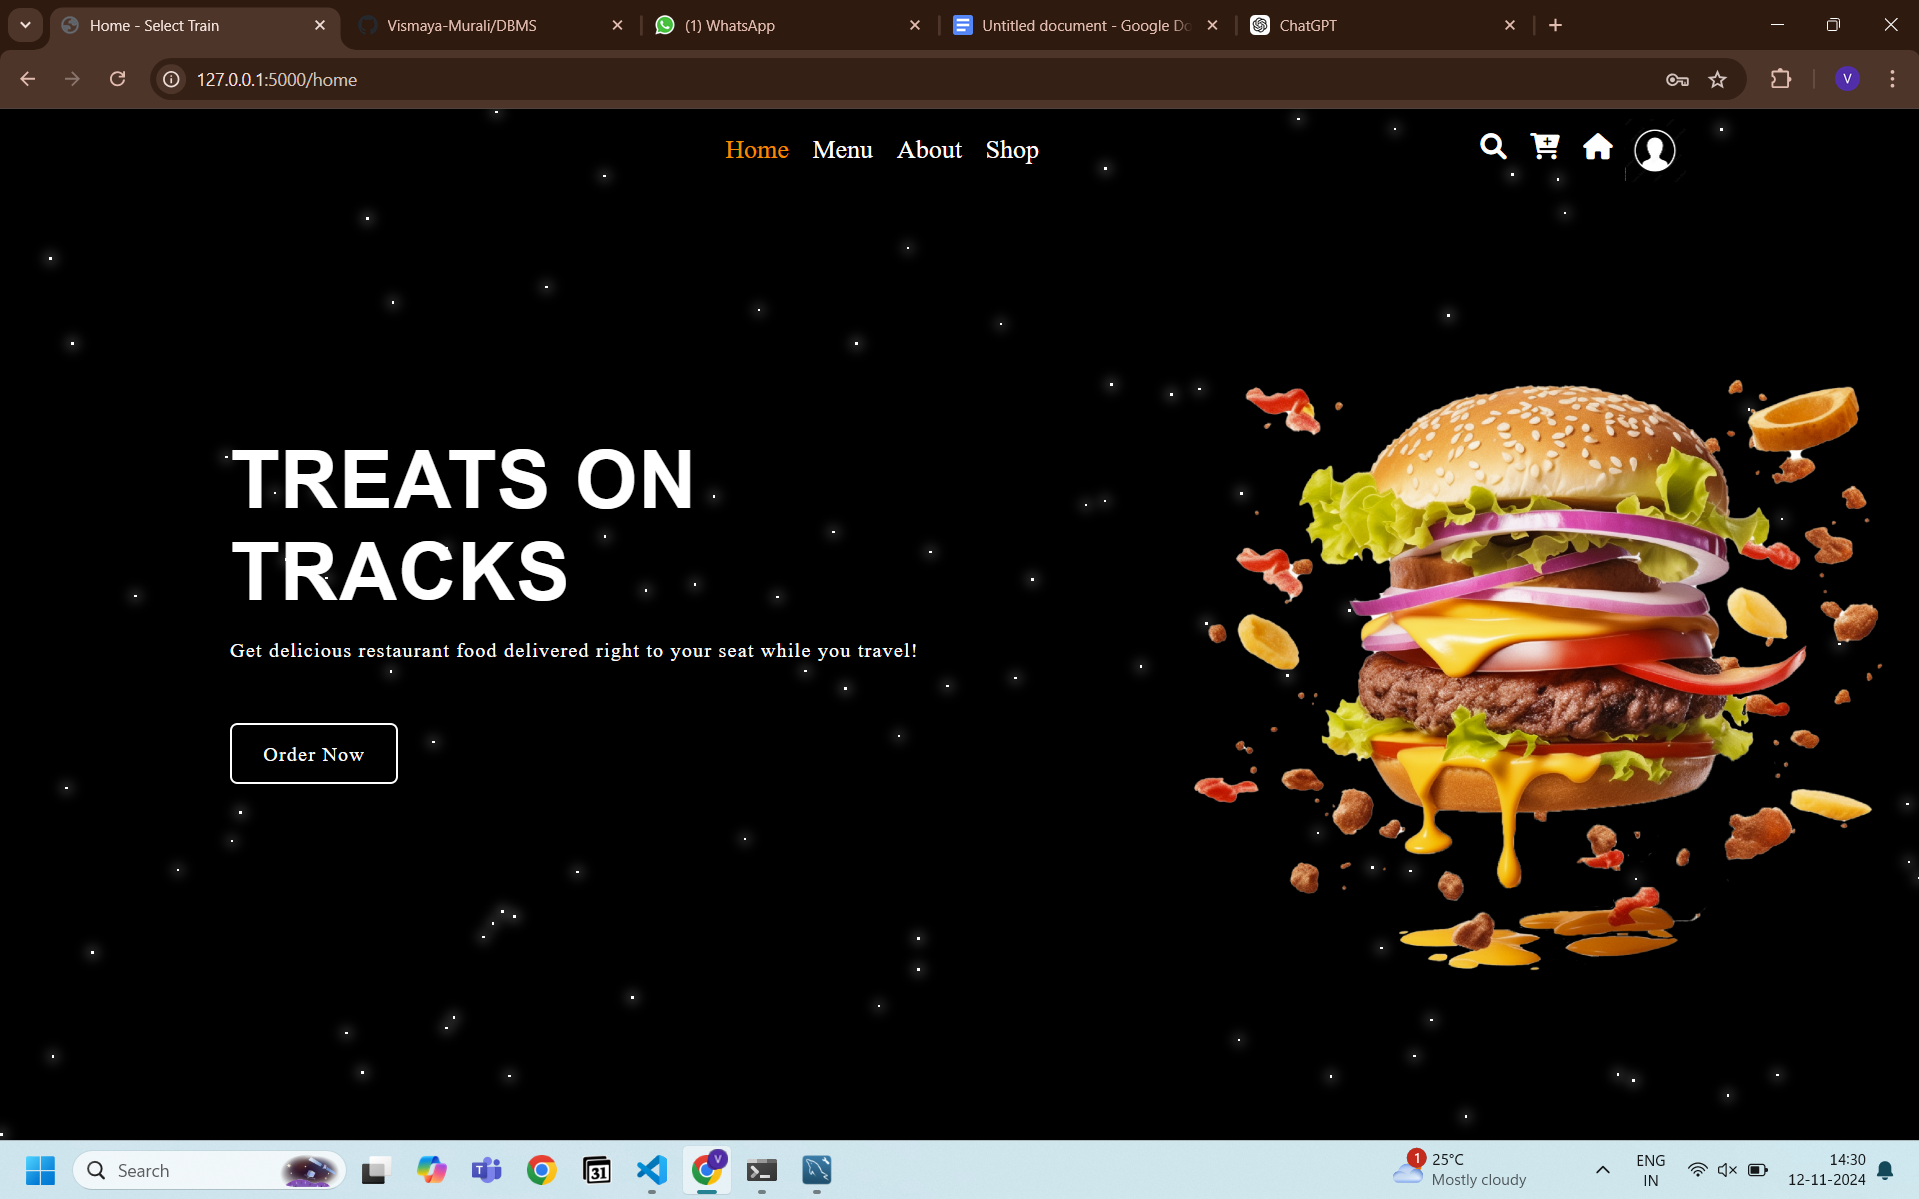 Home - Select Train
Vismaya-Murali/DBMS
(1) WhatsApp
Untitled document - Google Do
ChatGPT
127.0.0.1:5000/home
V
Home
Menu
About
Shop
TREATS ON
TRACKS
Get delicious restaurant food delivered right to your seat while you travel!
Order Now
Search
31
V
1
25°C
Mostly cloudy
ENG
IN
14:30
12-11-2024